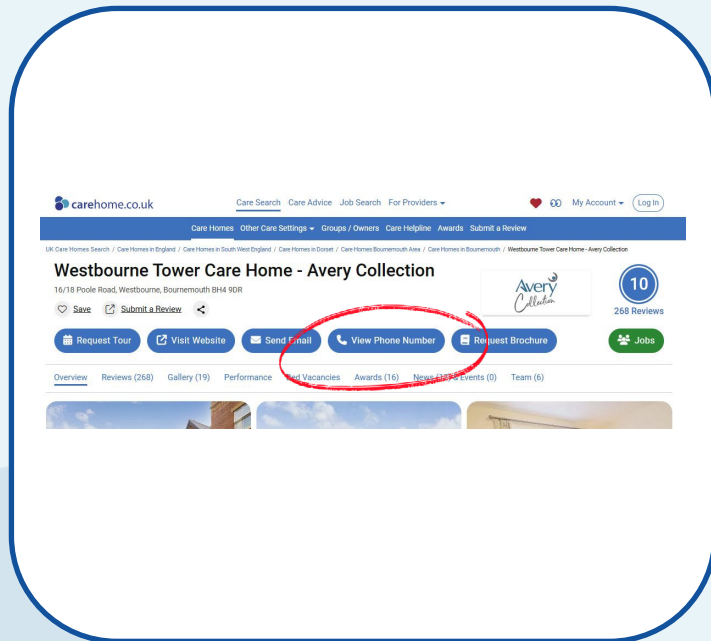 carehome.co.uk
Care Search Care Advice Job Search For Providers
My Account Log In
Care Homes Other Care Settings Groups / Owners Care Helpline Awards Submit a Review
UK Care Homes Search / Care Homes in England / Care Homes in South West England / Care Homes in Dorset / Care Homes Bournemouth Area / Care Homes in Bournemouth / Westbourne Tower Care Home - Avery Collection
Westbourne Tower Care Home - Avery Collection
16/18 Poole Road, Westbourne, Bournemouth BH4 9DR
Save Submit a Review
Avery
Collection
10
268 Reviews
Request Tour Visit Website Send Email View Phone Number Request Brochure Jobs
Overview Reviews (268) Gallery (19) Performance Bed Vacancies Awards (16) News & Events (0) Team (6)